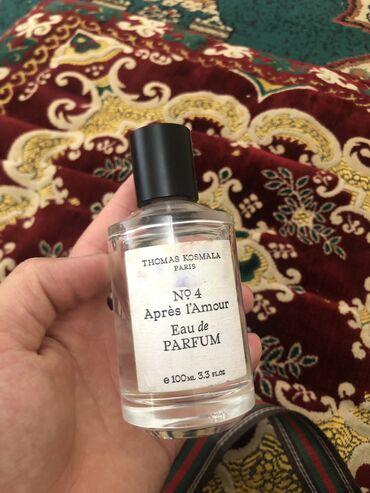 THOMAS KOSMALA
PARIS
Nº 4
Après l'Amour
Eau de
PARFUM
e 100 ML 3.3 FL OZ